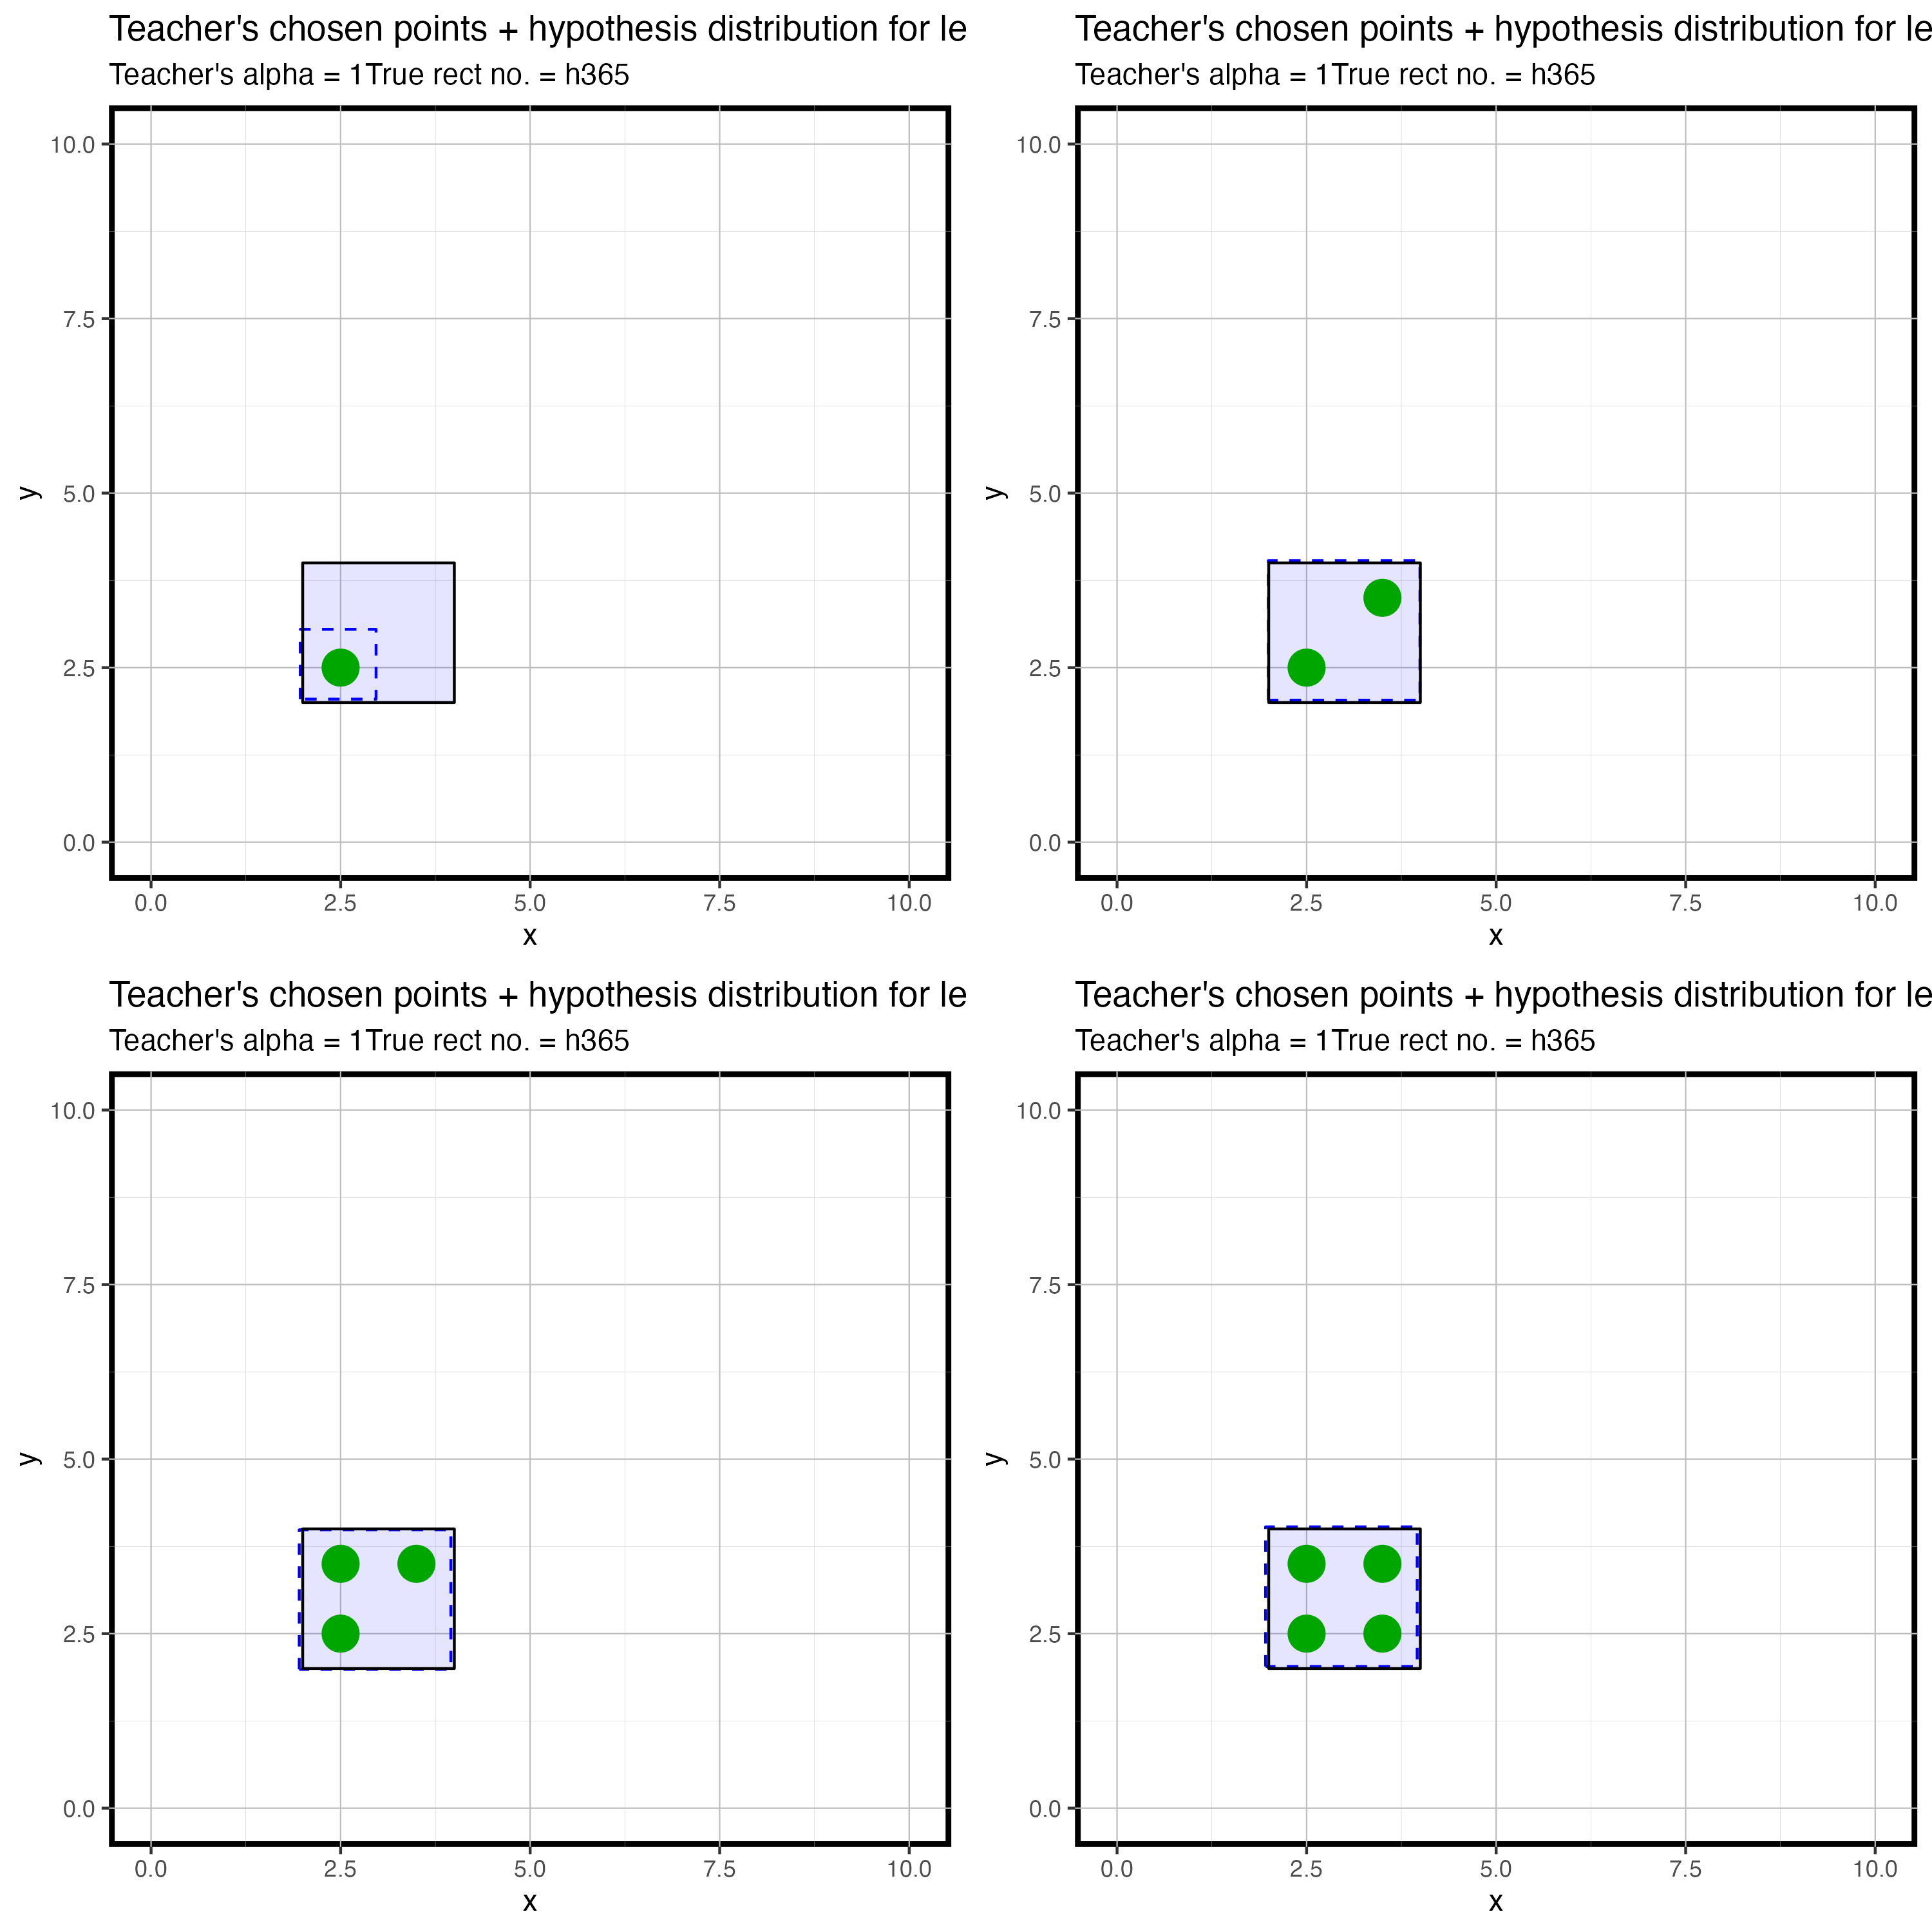 Teacher's chosen points + hypothesis distribution for le
Teacher's alpha = 1True rect no. = h365
10.0
7.5
5.0
2.5
0.0
y
0.0 2.5 5.0 7.5 10.0
x
Teacher's chosen points + hypothesis distribution for le
Teacher's alpha = 1True rect no. = h365
10.0
7.5
5.0
2.5
0.0
y
0.0 2.5 5.0 7.5 10.0
x
Teacher's chosen points + hypothesis distribution for le
Teacher's alpha = 1True rect no. = h365
10.0
7.5
5.0
2.5
0.0
y
0.0 2.5 5.0 7.5 10.0
x
Teacher's chosen points + hypothesis distribution for le
Teacher's alpha = 1True rect no. = h365
10.0
7.5
5.0
2.5
0.0
y
0.0 2.5 5.0 7.5 10.0
x